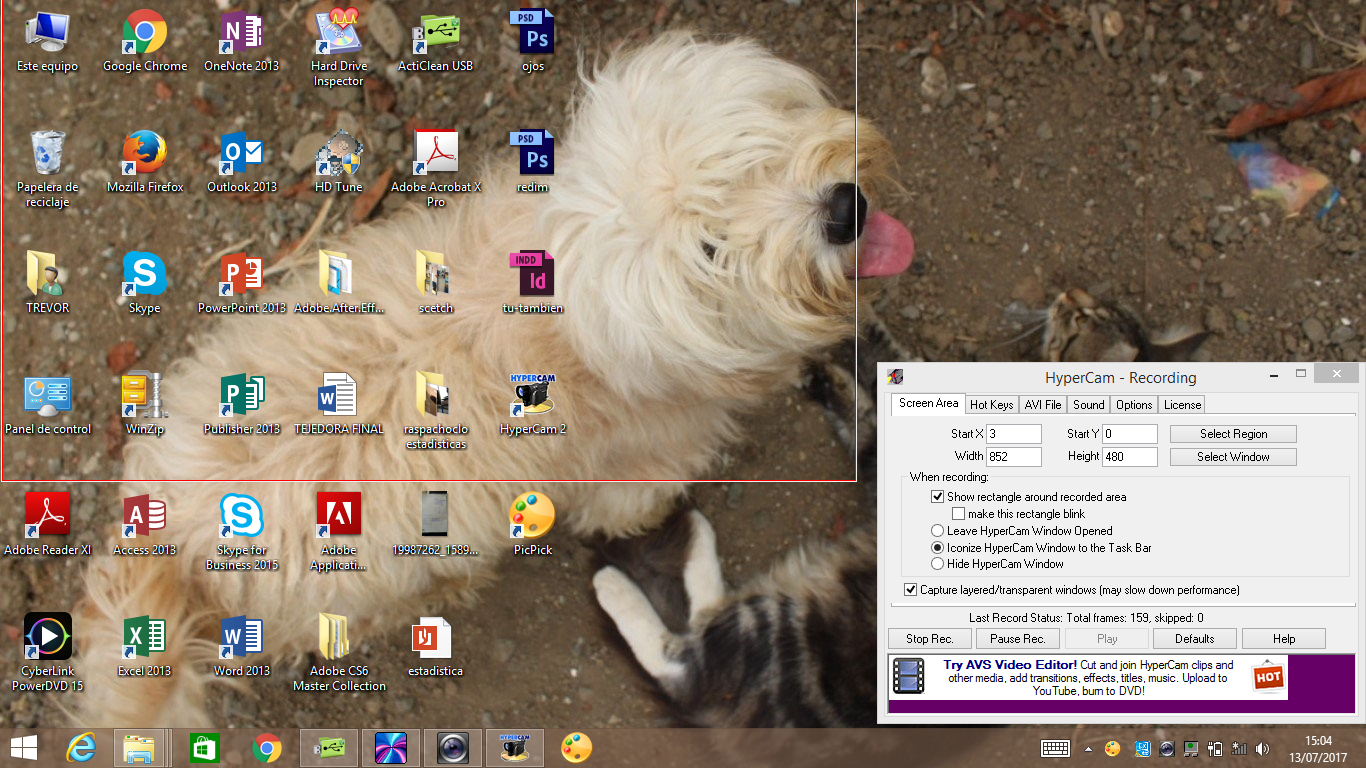 Este equipo
Google Chrome
OneNote 2013
Hard Drive
Inspector
ActiClean USB
PSD
Ps
ojos
Papelera de
reciclaje
Mozilla Firefox
Outlook 2013
HD Tune
Adobe Acrobat X
Pro
PSD
Ps
redim
TREVOR
Skype
PowerPoint 2013
Adobe.After.Eff...
scetch
INDD
Id
tu-tambien
Panel de control
WinZip
Publisher 2013
TEJEDORA FINAL
raspachoclo
estadisticas
HYPERCAM
HyperCam 2
Adobe Reader XI
Access 2013
Skype for
Business 2015
Adobe
Applicati...
19987262_1589...
PicPick
CyberLink
PowerDVD 15
Excel 2013
Word 2013
Adobe CS6
Master Collection
estadistica
HyperCam - Recording
Screen Area
Hot Keys
AVI File
Sound
Options
License
Start X 3
Start Y 0
Select Region
Width 852
Height 480
Select Window
When recording:
Show rectangle around recorded area
make this rectangle blink
Leave HyperCam Window Opened
Iconize HyperCam Window to the Task Bar
Hide HyperCam Window
Capture layered/transparent windows (may slow down performance)
Last Record Status: Total frames: 159, skipped: 0
Stop Rec.
Pause Rec.
Play
Defaults
Help
Try AVS Video Editor! Cut and join HyperCam clips and
other media, add transitions, effects, titles, music. Upload to
YouTube, burn to DVD!
HOT
HYPERCAM
15:04
13/07/2017